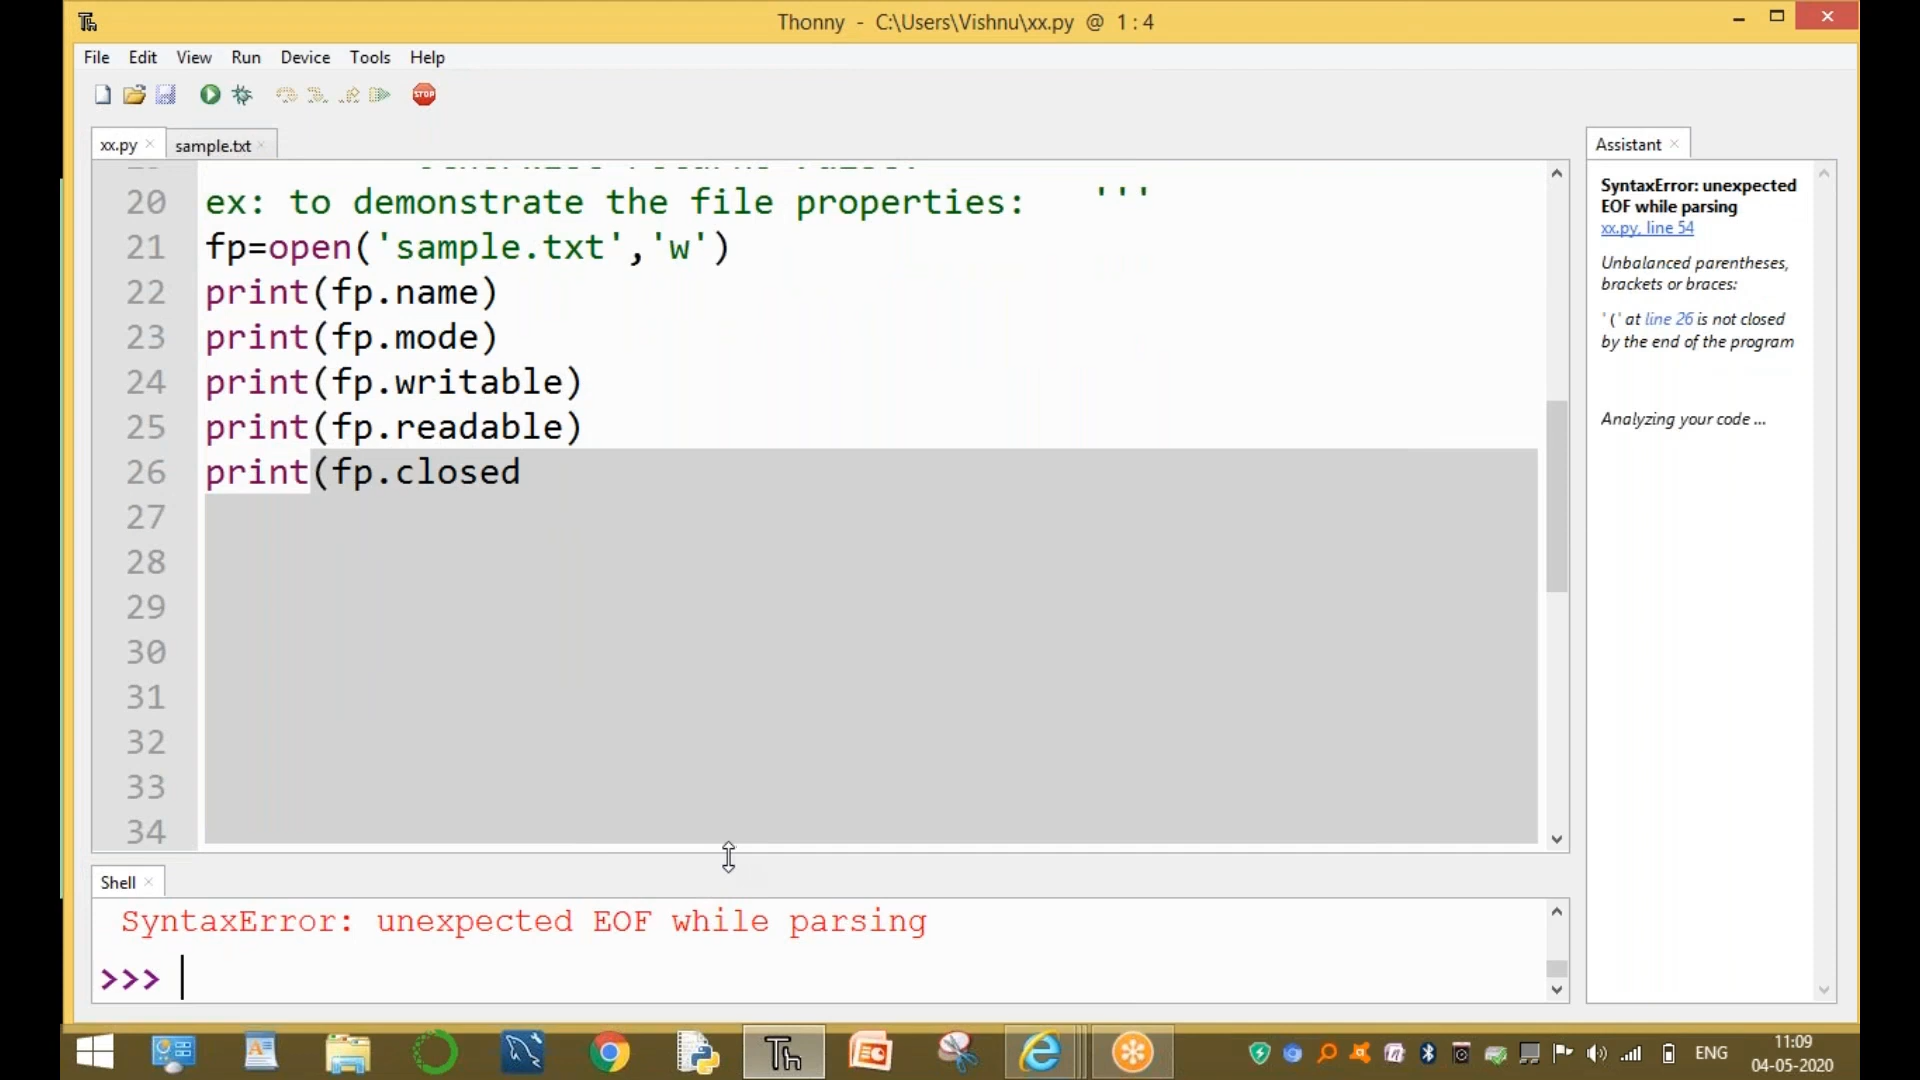 Thonny - C:\Users\Vishnu\xx.py @ 1 : 4
File Edit View Run Device Tools Help
STOP
xx.py × sample.txt ×
20 ex: to demonstrate the file properties: '''
21 fp=open('sample.txt','w')
22 print(fp.name)
23 print(fp.mode)
24 print(fp.writable)
25 print(fp.readable)
26 print(fp.closed
27
28
29
30
31
32
33
34
Shell ×
SyntaxError: unexpected EOF while parsing
>>>
Assistant ×
SyntaxError: unexpected
EOF while parsing
xx.py, line 54
Unbalanced parentheses,
brackets or braces:
'(' at line 26 is not closed
by the end of the program
Analyzing your code ...
Th
ENG
11:09
04-05-2020